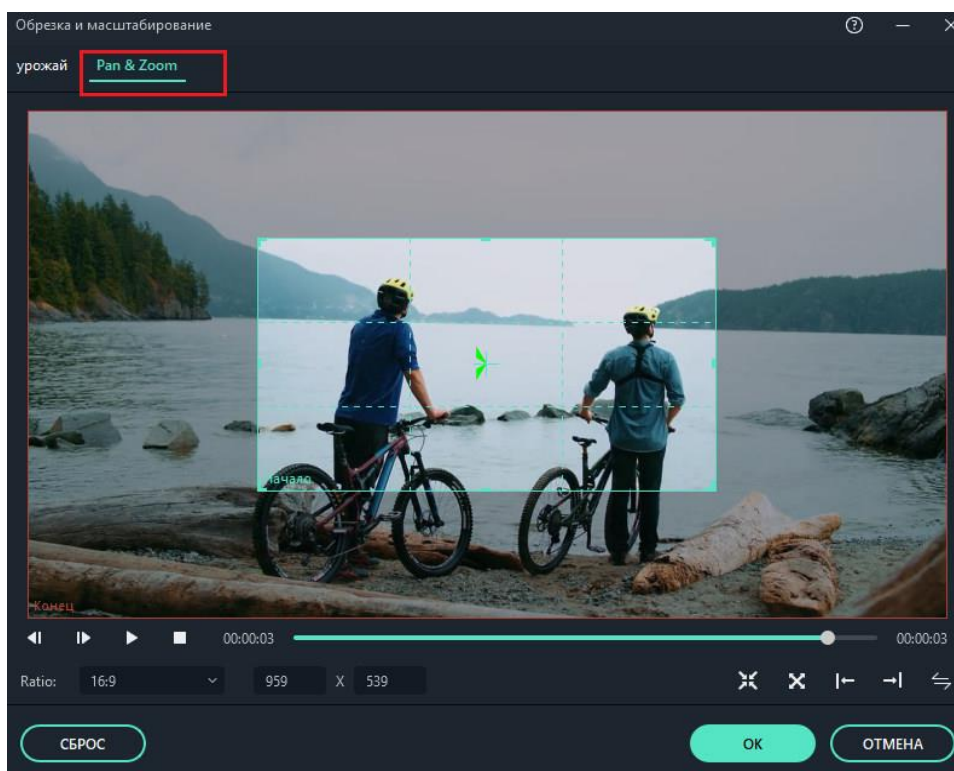 Обрезка и масштабирование
урожай Pan & Zoom
Начало
Конец
00:00:03 00:00:03
Ratio: 16:9 959 X 539
СБРОС OK ОТМЕНА